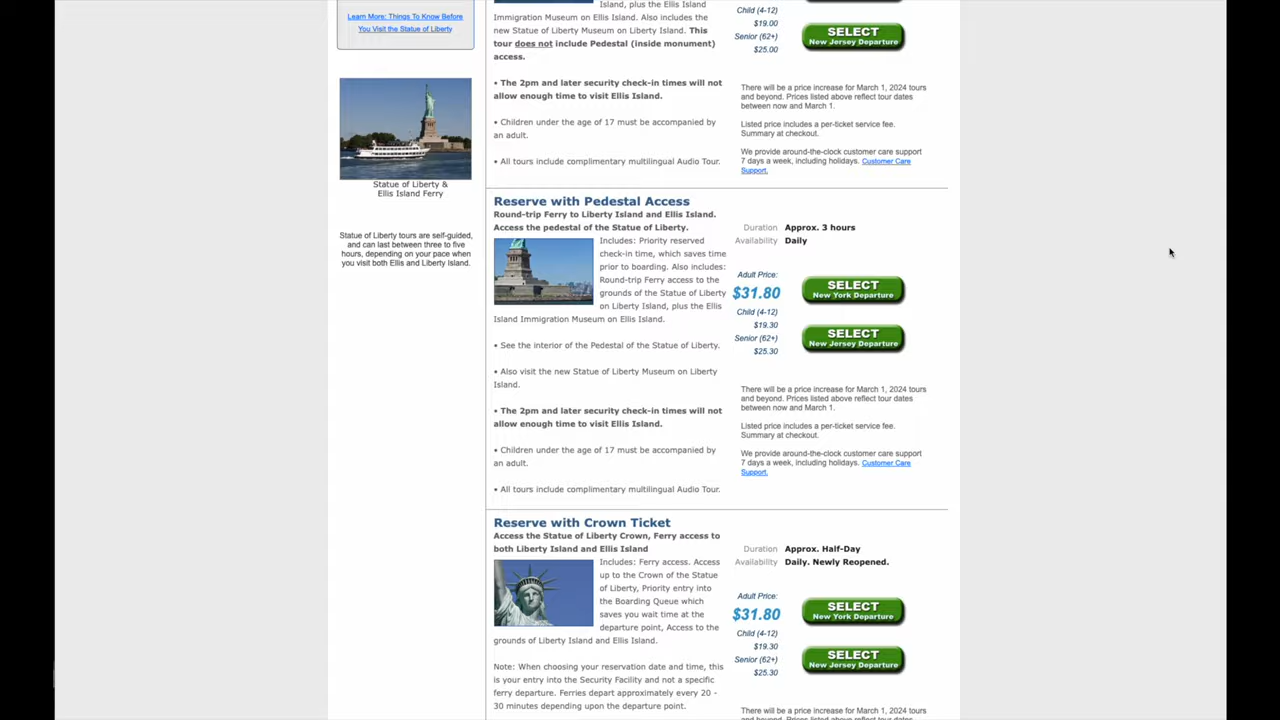 Learn More: Things To Know Before
You Visit the Statue of Liberty
Statue of Liberty &
Ellis Island Ferry
Statue of Liberty tours are self-guided,
and can last between three to five
hours, depending on your pace when
you visit both Ellis and Liberty Island.
Island, plus the Ellis Island
Immigration Museum on Ellis Island. Also includes the
new Statue of Liberty Museum on Liberty Island. This
tour does not include Pedestal (inside monument)
access.
• The 2pm and later security check-in times will not
allow enough time to visit Ellis Island.
• Children under the age of 17 must be accompanied by
an adult.
• All tours include complimentary multilingual Audio Tour.
Child (4-12)
$19.00
Senior (62+)
$25.00
SELECT
New Jersey Departure
There will be a price increase for March 1, 2024 tours
and beyond. Prices listed above reflect tour dates
between now and March 1.
Listed price includes a per-ticket service fee.
Summary at checkout.
We provide around-the-clock customer care support
7 days a week, including holidays. Customer Care
Support.
Reserve with Pedestal Access
Round-trip Ferry to Liberty Island and Ellis Island.
Access the pedestal of the Statue of Liberty.
Includes: Priority reserved
check-in time, which saves time
prior to boarding. Also includes:
Round-trip Ferry access to the
grounds of the Statue of Liberty
on Liberty Island, plus the Ellis
Island Immigration Museum on Ellis Island.
• See the interior of the Pedestal of the Statue of Liberty.
• Also visit the new Statue of Liberty Museum on Liberty
Island.
• The 2pm and later security check-in times will not
allow enough time to visit Ellis Island.
• Children under the age of 17 must be accompanied by
an adult.
• All tours include complimentary multilingual Audio Tour.
Duration Approx. 3 hours
Availability Daily
Adult Price:
$31.80
Child (4-12)
$19.30
Senior (62+)
$25.30
SELECT
New York Departure
SELECT
New Jersey Departure
There will be a price increase for March 1, 2024 tours
and beyond. Prices listed above reflect tour dates
between now and March 1.
Listed price includes a per-ticket service fee.
Summary at checkout.
We provide around-the-clock customer care support
7 days a week, including holidays. Customer Care
Support.
Reserve with Crown Ticket
Access the Statue of Liberty Crown, Ferry access to
both Liberty Island and Ellis Island
Includes: Ferry access. Access
up to the Crown of the Statue
of Liberty, Priority entry into
the Boarding Queue which
saves you wait time at the
departure point, Access to the
grounds of Liberty Island and Ellis Island.
Note: When choosing your reservation date and time, this
is your entry into the Security Facility and not a specific
ferry departure. Ferries depart approximately every 20 -
30 minutes depending upon the departure point.
Duration Approx. Half-Day
Availability Daily. Newly Reopened.
Adult Price:
$31.80
Child (4-12)
$19.30
Senior (62+)
$25.30
SELECT
New York Departure
SELECT
New Jersey Departure
There will be a price increase for March 1, 2024 tours